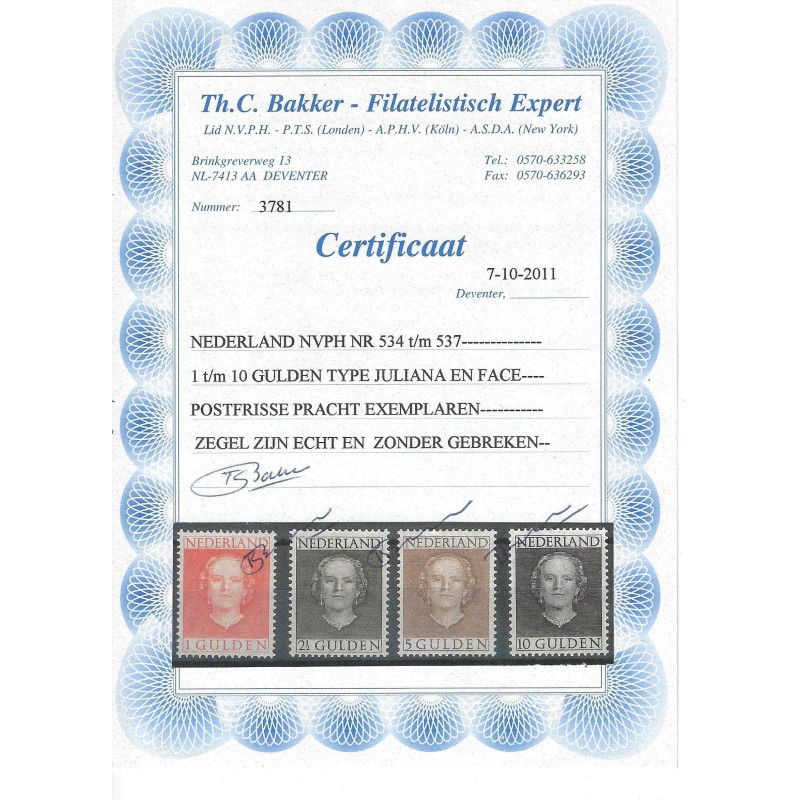 Th.C. Bakker - Filatelistisch Expert
Lid N.V.P.H. - P.T.S. (Londen) - A.P.H.V. (Köln) - A.S.D.A. (New York)
Brinkgreverweg 13
Tel.: 0570-633258
NL-7413 AA DEVENTER
Fax: 0570-636293
Nummer: 3781
Certificaat
7-10-2011
Deventer,
NEDERLAND NVPH NR 534 t/m 537--------------
1 t/m 10 GULDEN TYPE JULIANA EN FACE----
POSTFRISSE PRACHT EXEMPLAREN-----------
ZEGEL ZIJN ECHT EN ZONDER GEBREKEN--
NEDERLAND
1 GULDEN
NEDERLAND
2½ GULDEN
NEDERLAND
5 GULDEN
NEDERLAND
10 GULDEN